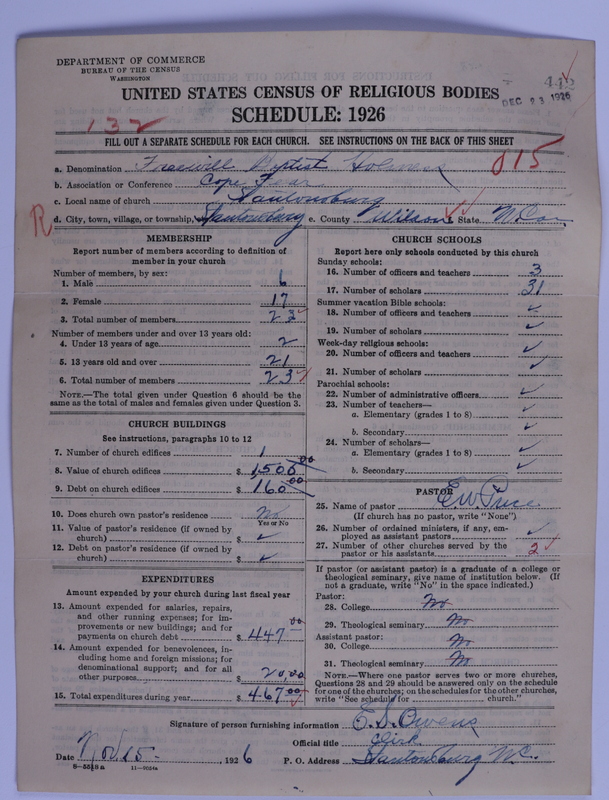 DEPARTMENT OF COMMERCE
BUREAU OF THE CENSUS
WASHINGTON
DEC 23 1926
UNITED STATES CENSUS OF RELIGIOUS BODIES
SCHEDULE: 1926
132
FILL OUT A SEPARATE SCHEDULE FOR EACH CHURCH. SEE INSTRUCTIONS ON THE BACK OF THIS SHEET
a. Denomination Freewill Baptist Holiness 815
b. Association or Conference Cope Fear
c. Local name of church Stantonsburg
R d. City, town, village, or township, Stantonsburg e. County Wilson State N. Car
MEMBERSHIP
Report number of members according to definition of
member in your church
Number of members, by sex:
1. Male 6
2. Female 17
3. Total number of members 23
Number of members under and over 13 years old:
4. Under 13 years of age 2
5. 13 years old and over 21
6. Total number of members 23
NOTE.—The total given under Question 6 should be
same as the total of males and females given under Question 3.
CHURCH BUILDINGS
See instructions, paragraphs 10 to 12
7. Number of church edifices 1
8. Value of church edifices $ 1,500 00
9. Debt on church edifices $ 160 00
10. Does church own pastor's residence No
Yes or No
11. Value of pastor's residence (if owned by
church) $ ✓
12. Debt on pastor's residence (if owned by
church) $ ✓
EXPENDITURES
Amount expended by your church during last fiscal year
13. Amount expended for salaries, repairs,
and other running expenses; for im-
provements or new buildings; and for
payments on church debt $ 447 00
14. Amount expended for benevolences, in-
cluding home and foreign missions; for
denominational support; and for all
other purposes $ 20.00
15. Total expenditures during year $ 467 00
CHURCH SCHOOLS
Report here only schools conducted by this church
Sunday schools:
16. Number of officers and teachers 3
17. Number of scholars 31
Summer vacation Bible schools:
18. Number of officers and teachers ✓
19. Number of scholars ✓
Week-day religious schools:
20. Number of officers and teachers ✓
21. Number of scholars ✓
Parochial schools:
22. Number of administrative officers ✓
23. Number of teachers—
a. Elementary (grades 1 to 8) ✓
b. Secondary ✓
24. Number of scholars—
a. Elementary (grades 1 to 8) ✓
b. Secondary ✓
PASTOR
25. Name of pastor E. W. Price
(If church has no pastor, write "None")
26. Number of ordained ministers, if any, em-
ployed as assistant pastors ✓
27. Number of other churches served by the
pastor or his assistants 2
If pastor (or assistant pastor) is a graduate of a college or
theological seminary, give name of institution below. (If
not a graduate, write "No" in the space indicated.)
Pastor:
28. College No
29. Theological seminary No
Assistant pastor:
30. College No
31. Theological seminary No
NOTE.—Where one pastor serves two or more churches,
Questions 28 and 29 should be answered only on the schedule
for one of the churches; on the schedules for the other churches,
write "See schedule for church."
Signature of person furnishing information E. S. Owens
Official title Clirk
Date Nov. 15- 1926 P. O. Address Stantonsburg N.C.
8-5518a 11-9024a